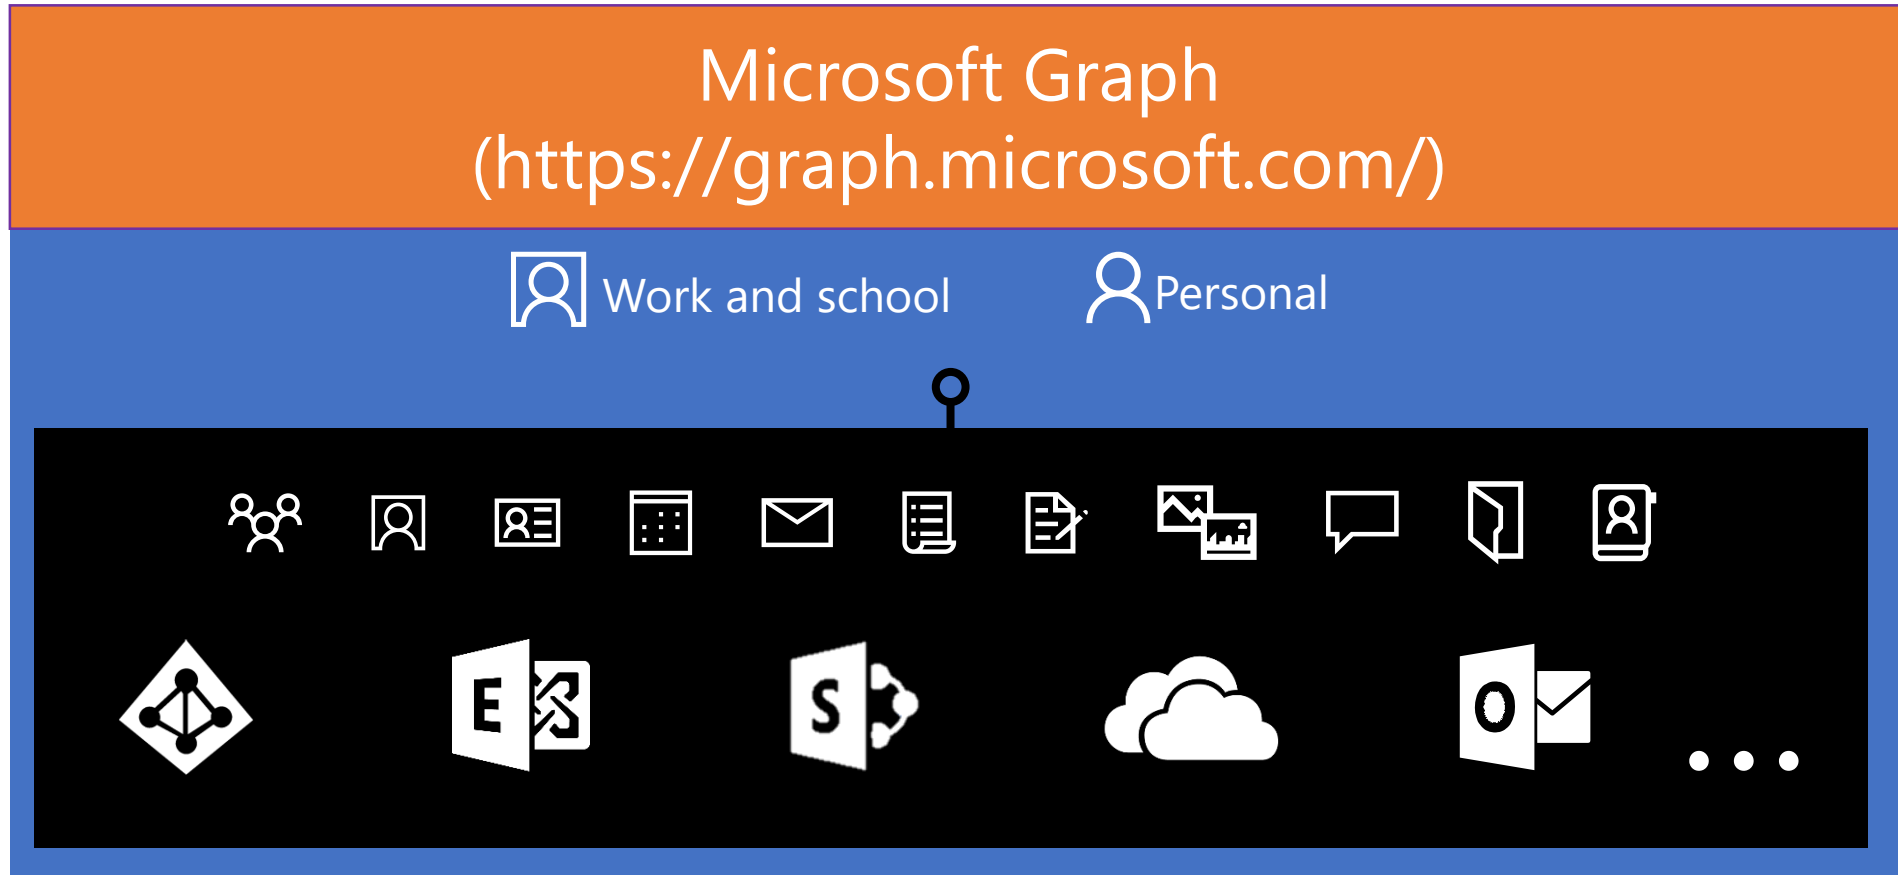 Microsoft Graph
(https://graph.microsoft.com/)
Work and school
Personal
E
S
O